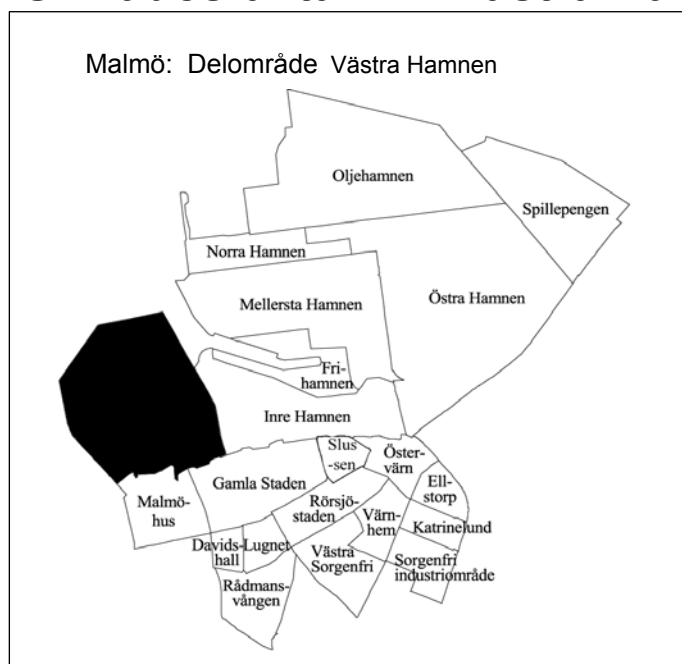 Malmö: Delområde Västra Hamnen
Oljehamnen
Spillepengen
Norra Hamnen
Mellersta Hamnen
Östra Hamnen
Fri-
hamnen
Inre Hamnen
Slus
-sen
Öster-
värn
Gamla Staden
Ell-
storp
Malmö-
hus
Rörsjö-
staden
Värn-
hem
Katrinelund
Davids-
hall
Lugnet
Västra
Sorgenfri
Sorgenfri
industriområde
Rådmans-
vången